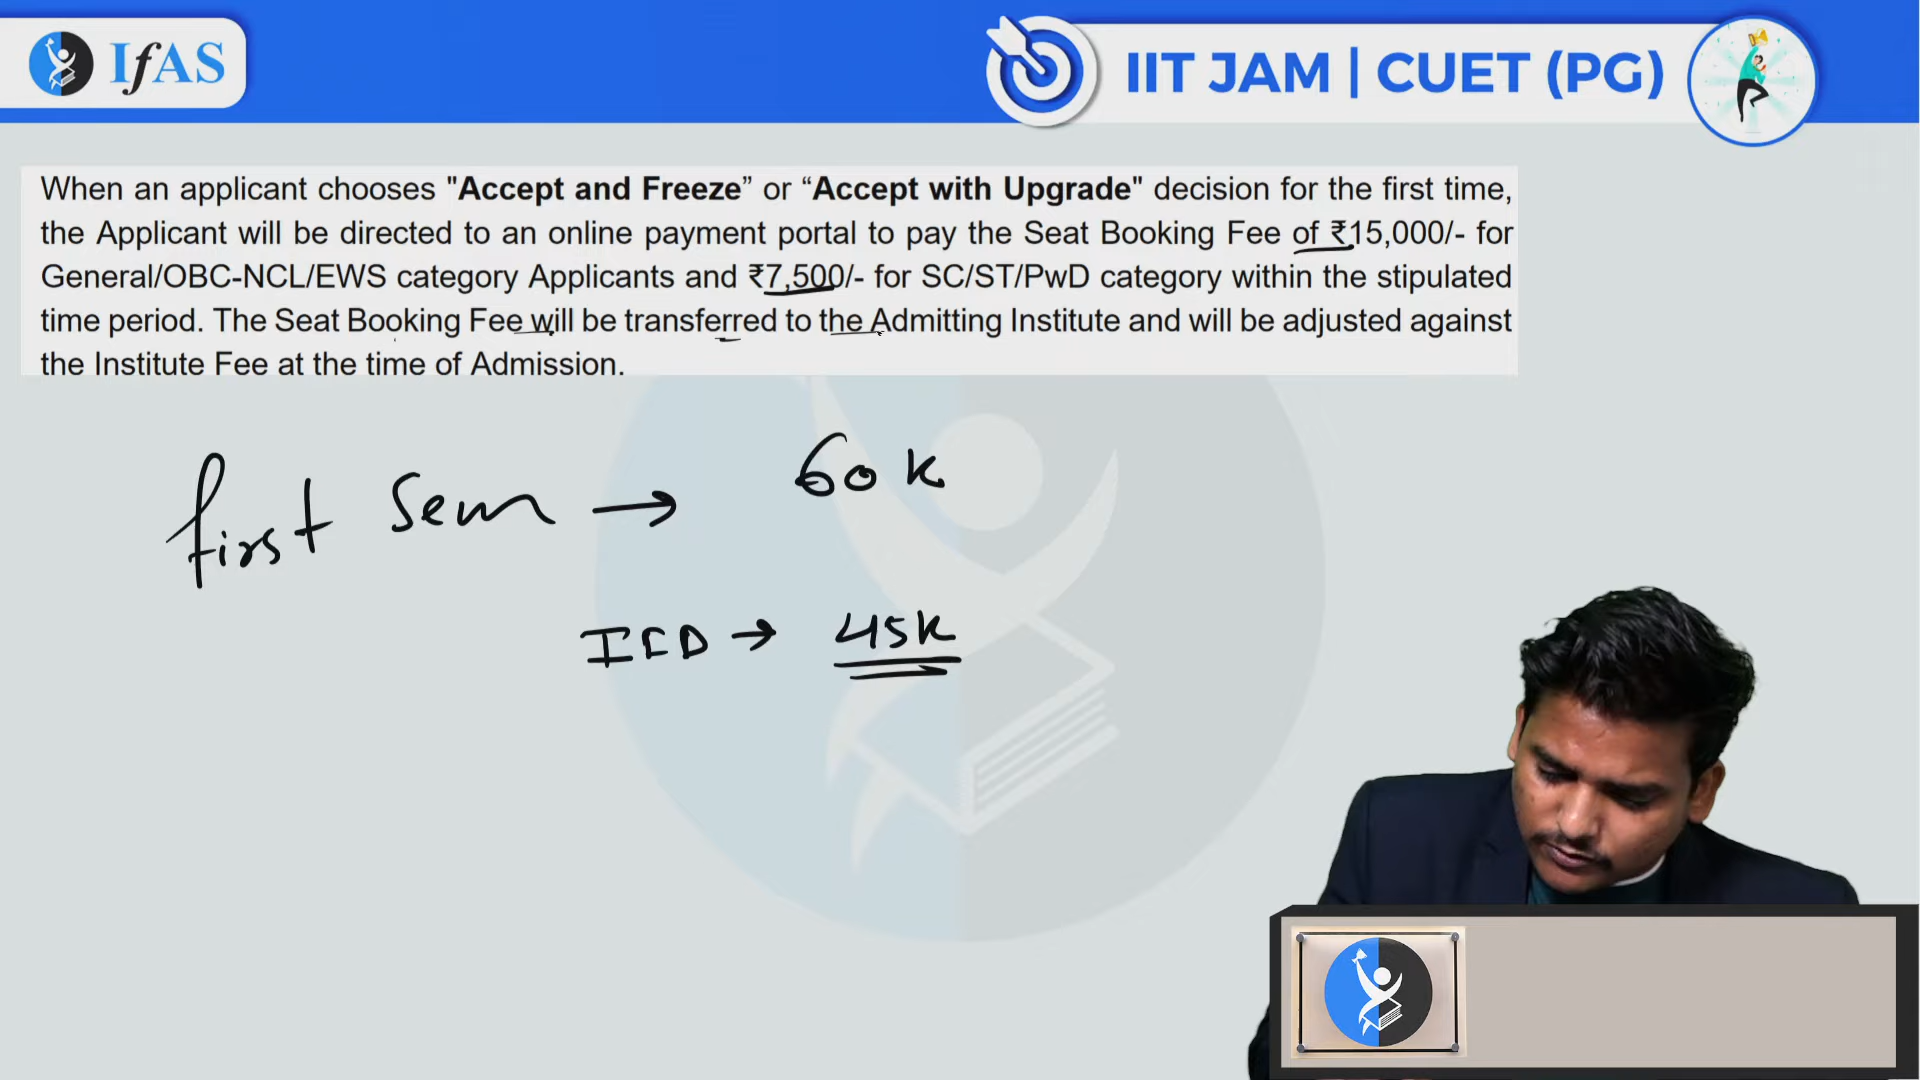 IfAS
IIT JAM | CUET (PG)
When an applicant chooses "Accept and Freeze” or “Accept with Upgrade" decision for the first time,
the Applicant will be directed to an online payment portal to pay the Seat Booking Fee of ₹15,000/- for
General/OBC-NCL/EWS category Applicants and ₹7,500/- for SC/ST/PwD category within the stipulated
time period. The Seat Booking Fee will be transferred to the Admitting Institute and will be adjusted against
the Institute Fee at the time of Admission.
first Sem → 60 K
→ 45K